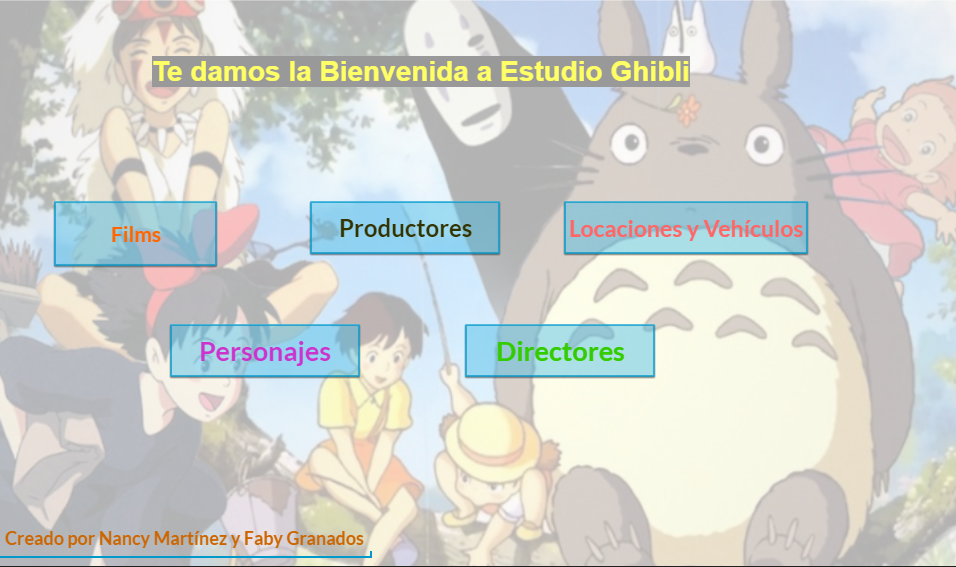 Te damos la Bienvenida a Estudio Ghibli
Films
Productores
Locaciones y Vehículos
Personajes
Directores
Creado por Nancy Martínez y Faby Granados